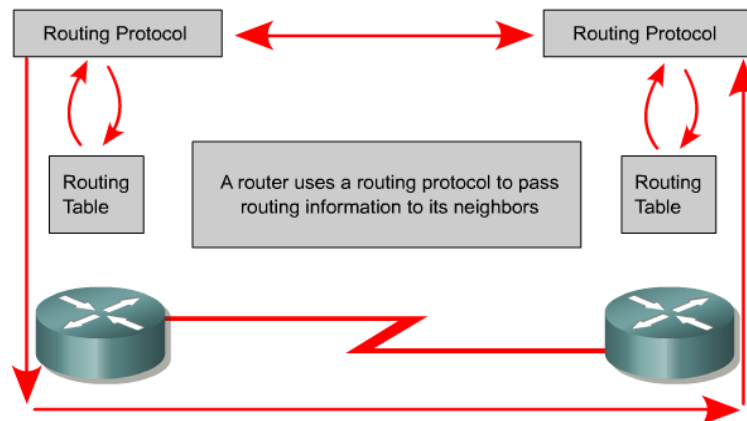 Routing Protocol
Routing Protocol
Routing
Table
A router uses a routing protocol to pass
routing information to its neighbors
Routing
Table